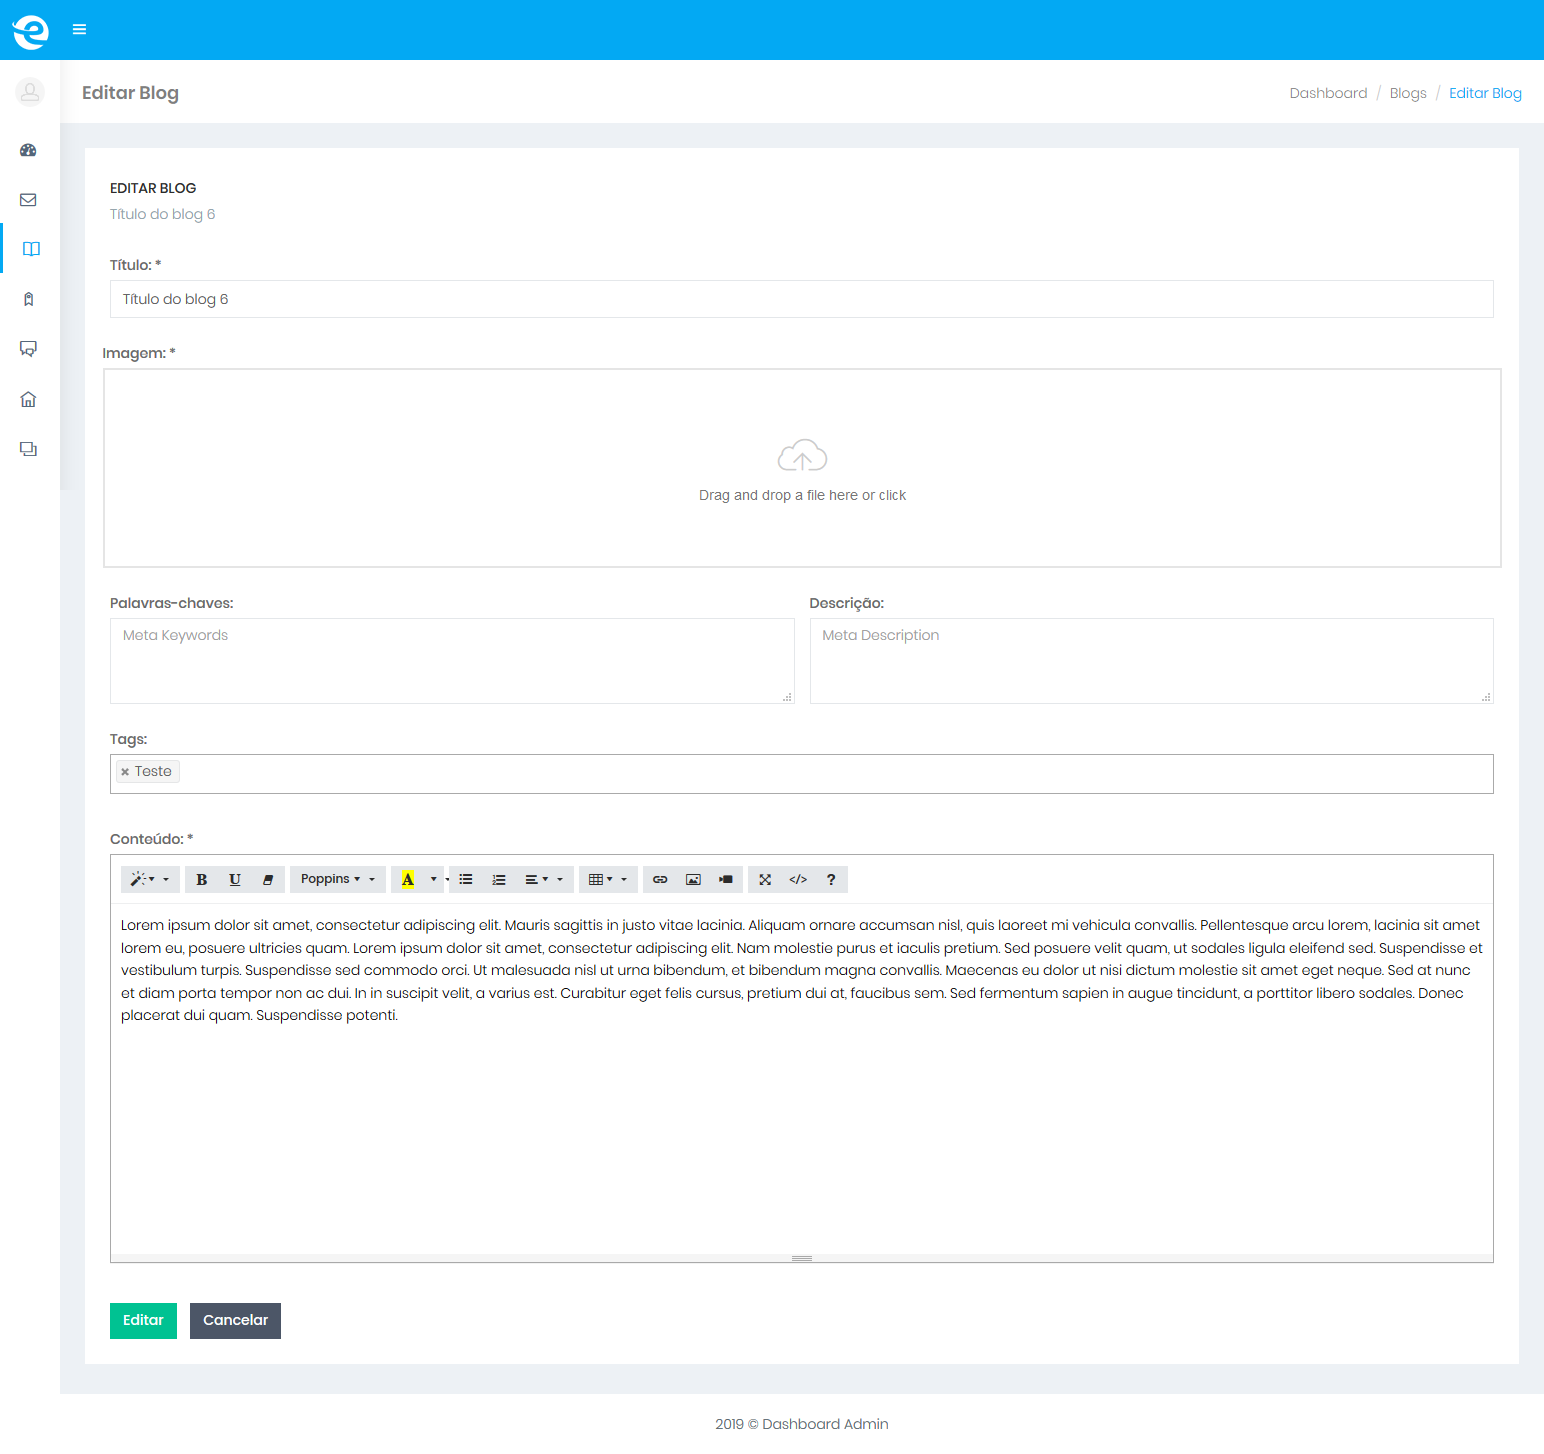 Editar Blog
Dashboard / Blogs / Editar Blog
EDITAR BLOG
Título do blog 6
Título: *
Título do blog 6
Imagem: *
Drag and drop a file here or click
Palavras-chaves:
Descrição:
Meta Keywords
Meta Description
Tags:
× Teste
Conteúdo: *
B U Poppins A </> ?
Lorem ipsum dolor sit amet, consectetur adipiscing elit. Mauris sagittis in justo vitae lacinia. Aliquam ornare accumsan nisl, quis laoreet mi vehicula convallis. Pellentesque arcu lorem, lacinia sit amet
lorem eu, posuere ultricies quam. Lorem ipsum dolor sit amet, consectetur adipiscing elit. Nam molestie purus et iaculis pretium. Sed posuere velit quam, ut sodales ligula eleifend sed. Suspendisse et
vestibulum turpis. Suspendisse sed commodo orci. Ut malesuada nisl ut urna bibendum, et bibendum magna convallis. Maecenas eu dolor ut nisi dictum molestie sit amet eget neque. Sed at nunc
et diam porta tempor non ac dui. In in suscipit velit, a varius est. Curabitur eget felis cursus, pretium dui at, faucibus sem. Sed fermentum sapien in augue tincidunt, a porttitor libero sodales. Donec
placerat dui quam. Suspendisse potenti.
Editar
Cancelar
2019 © Dashboard Admin